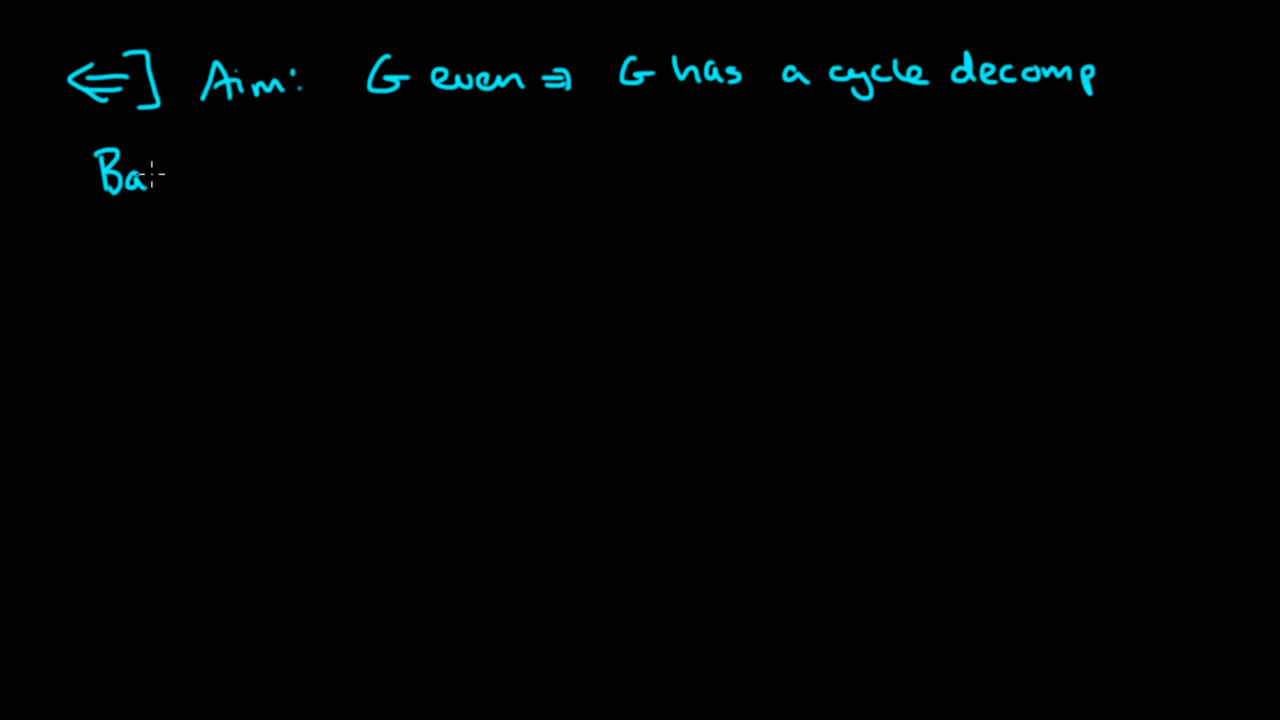 ⇐] Aim: G even ⇒ G has a cycle decomp
Ba